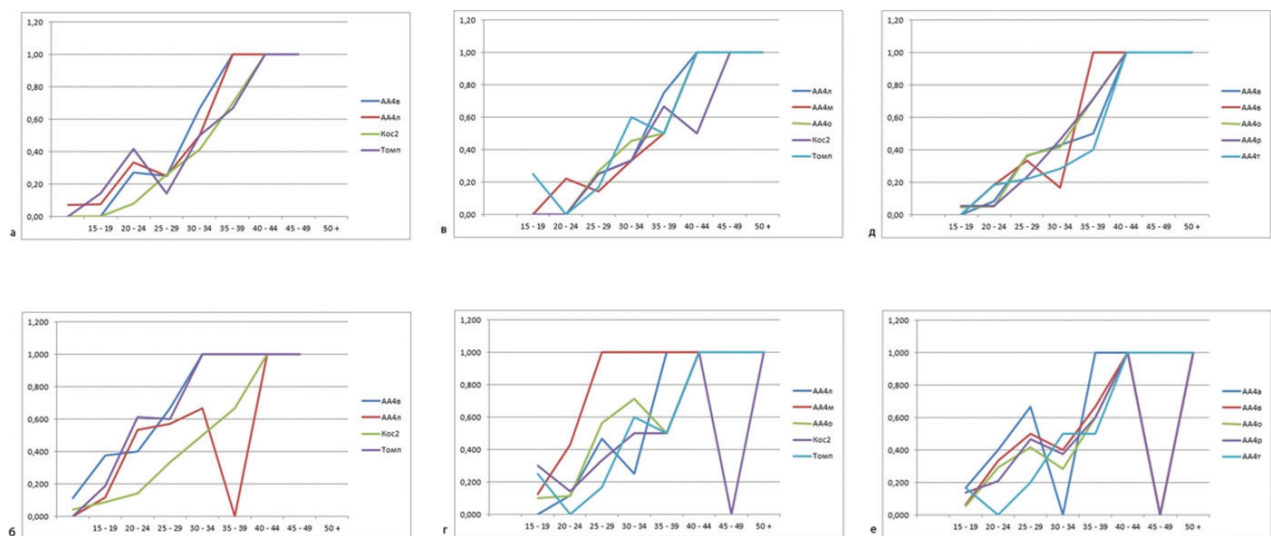 1,20
1,00
0,80
0,60
0,40
0,20
0,00
15 - 19 20 - 24 25 - 29 30 - 34 35 - 39 40 - 44 45 - 49 50 +
АА4в
АА4л
Кос2
Томп
а
1,20
1,00
0,80
0,60
0,40
0,20
0,00
15 - 19 20 - 24 25 - 29 30 - 34 35 - 39 40 - 44 45 - 49 50 +
АА4л
АА4м
АА4о
Кос2
Томп
в
1,20
1,00
0,80
0,60
0,40
0,20
0,00
15 - 19 20 - 24 25 - 29 30 - 34 35 - 39 40 - 44 45 - 49 50 +
АА4а
АА4в
АА4о
АА4р
АА4т
д
1,200
1,000
0,800
0,600
0,400
0,200
0,000
15 - 19 20 - 24 25 - 29 30 - 34 35 - 39 40 - 44 45 - 49 50 +
АА4в
АА4л
Кос2
Томп
б
1,200
1,000
0,800
0,600
0,400
0,200
0,000
15 - 19 20 - 24 25 - 29 30 - 34 35 - 39 40 - 44 45 - 49 50 +
АА4л
АА4м
АА4о
Кос2
Томп
г
1,200
1,000
0,800
0,600
0,400
0,200
0,000
15 - 19 20 - 24 25 - 29 30 - 34 35 - 39 40 - 44 45 - 49 50 +
АА4а
АА4в
АА4о
АА4р
АА4т
е